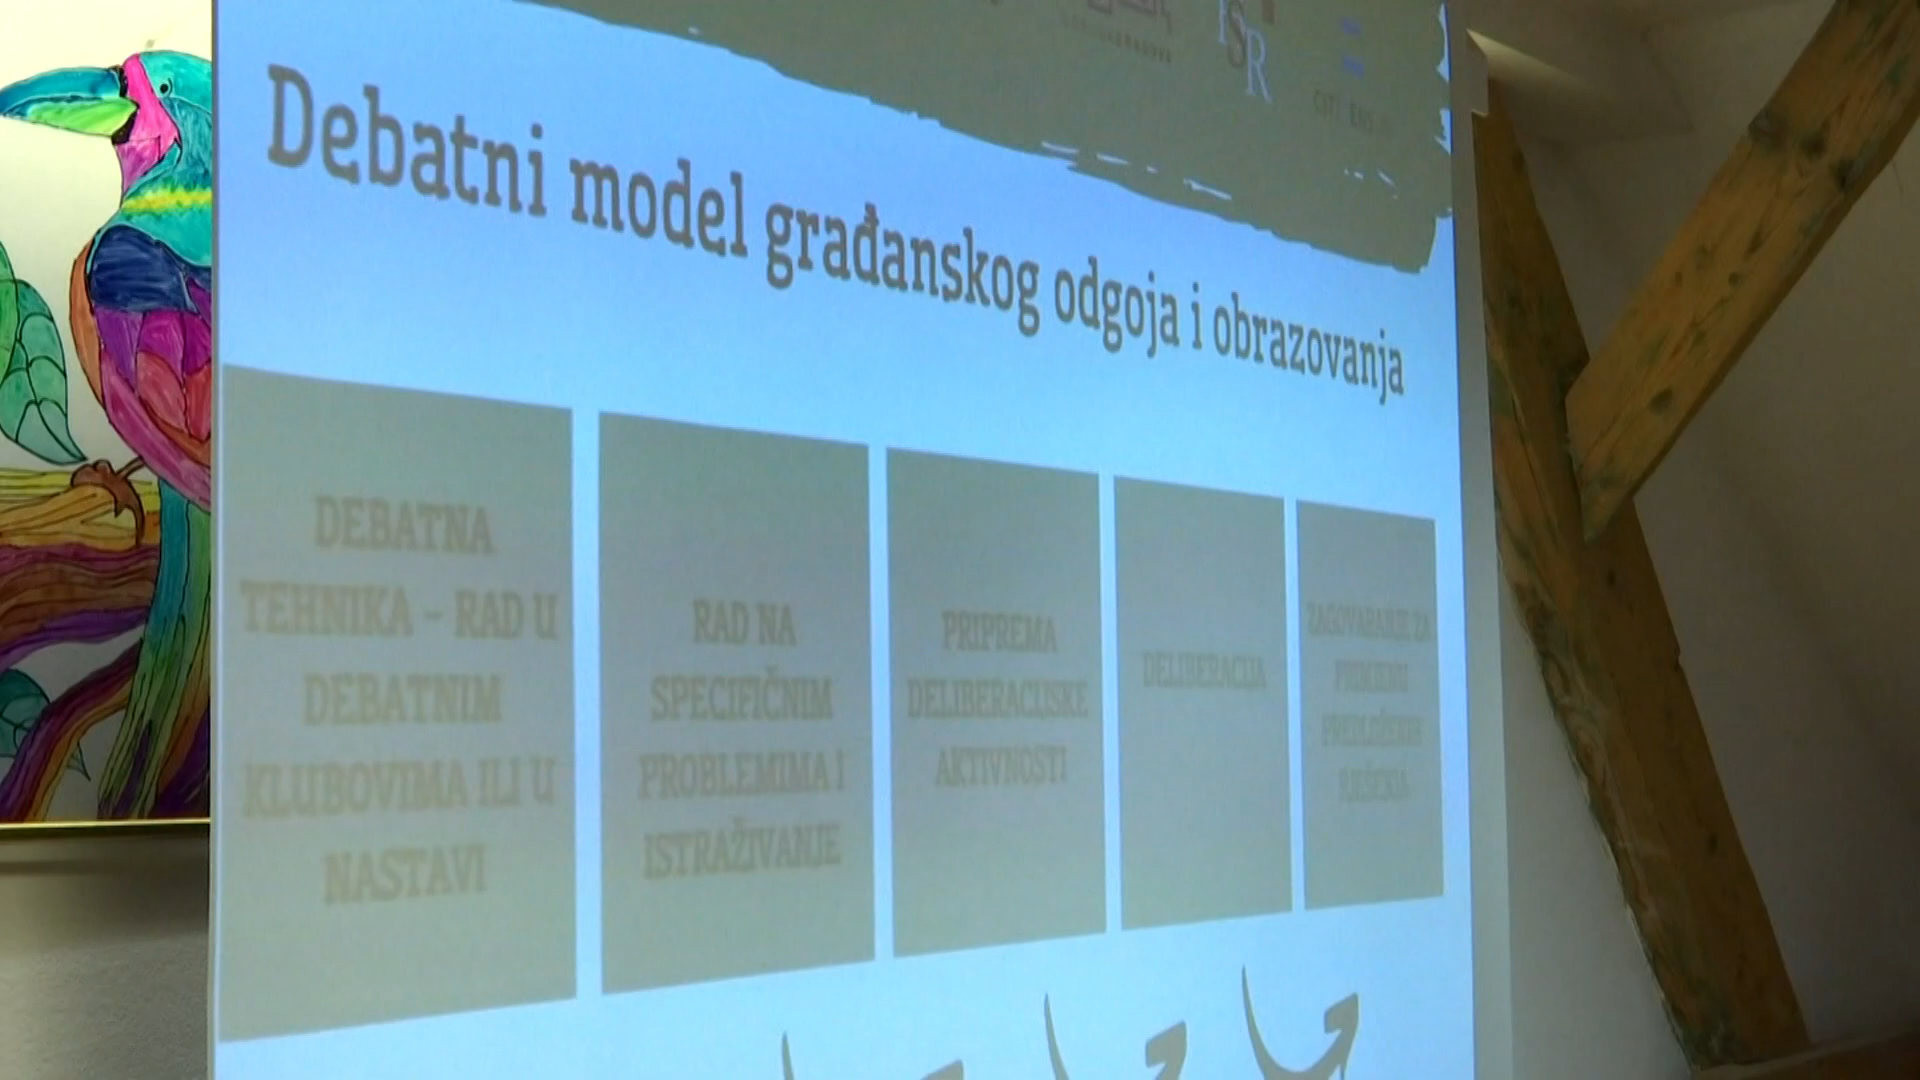 ISR
Debatni model građanskog odgoja i obrazovanja
DEBATNA
TEHNIKA - RAD U
DEBATNIM
KLUBOVIMA ILI U
NASTAVI
RAD NA
SPECIFIČNIM
PROBLEMIMA I
ISTRAŽIVANJE
PRIPREMA
DELIBERACIJSKE
AKTIVNOSTI
DELIBERACIJA
ZAGOVARANJE ZA
PRIMJENU
PREDLOŽENIH
RJEŠENJA